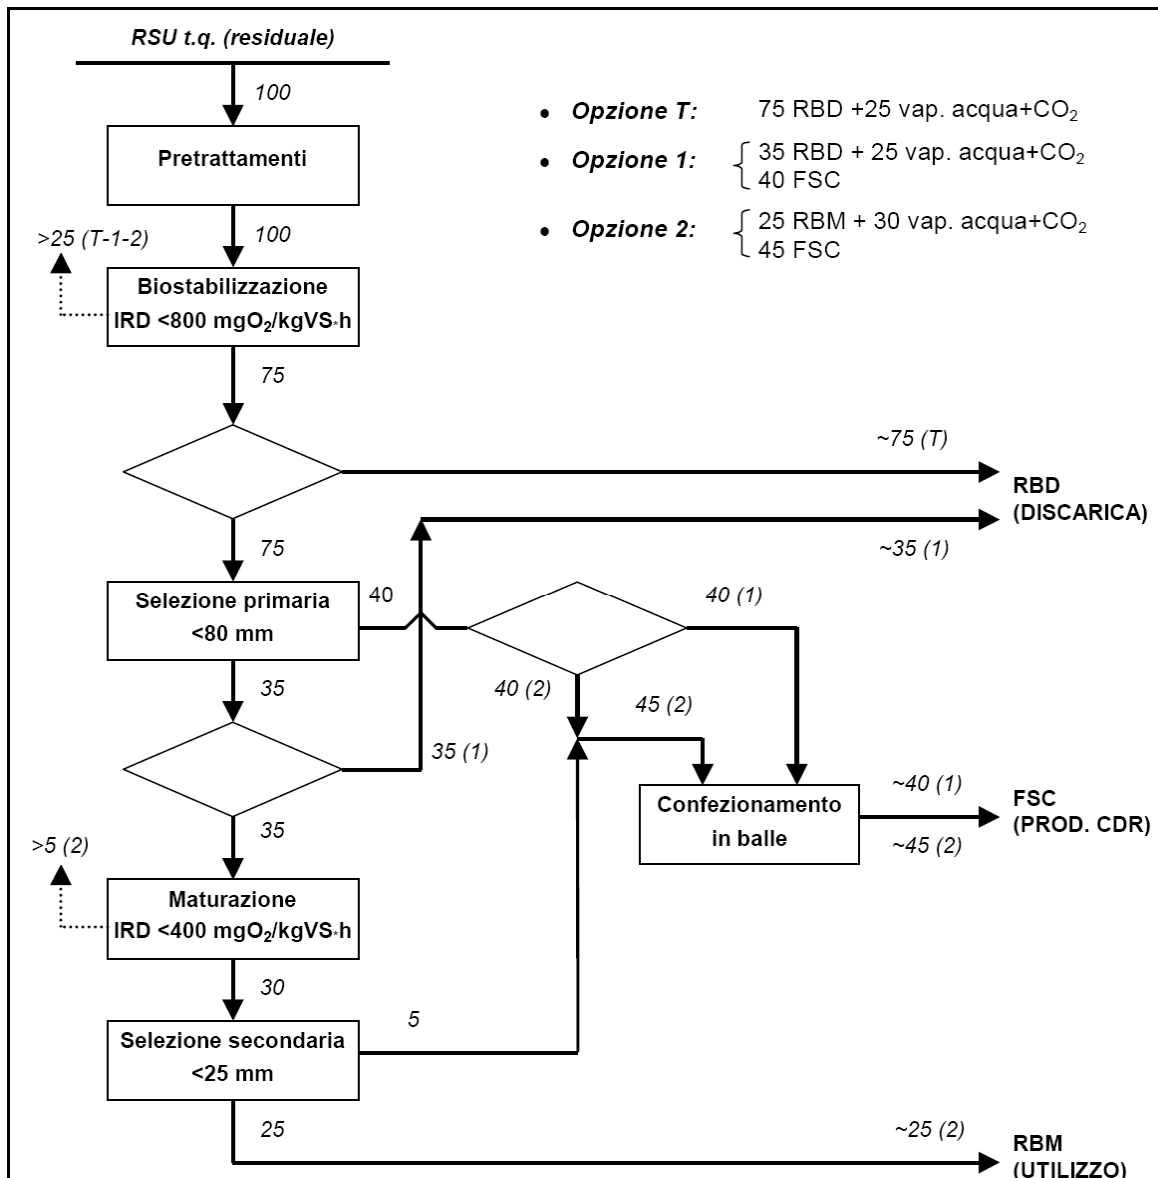 RSU t.q. (residuale)
100
Pretrattamenti
100
>25 (T-1-2)
Biostabilizzazione
IRD <800 mgO₂/kgVS*h
75
• Opzione T: 75 RBD +25 vap. acqua+CO₂
• Opzione 1: 35 RBD + 25 vap. acqua+CO₂
40 FSC
• Opzione 2: 25 RBM + 30 vap. acqua+CO₂
45 FSC
~75 (T)
RBD
(DISCARICA)
~35 (1)
75
Selezione primaria
<80 mm
40
40 (1)
40 (2)
45 (2)
35
35 (1)
35
Confezionamento
in balle
~40 (1)
~45 (2)
FSC
(PROD. CDR)
>5 (2)
Maturazione
IRD <400 mgO₂/kgVS*h
30
Selezione secondaria
<25 mm
5
25
~25 (2)
RBM
(UTILIZZO)